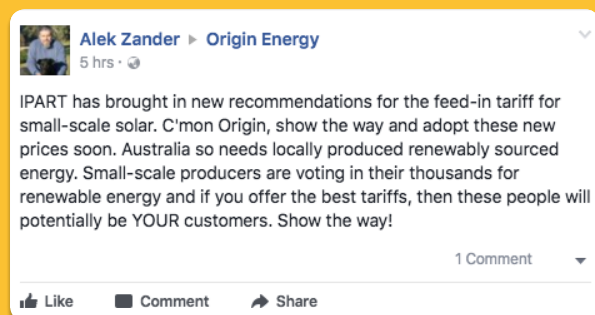 Alek Zander ▸ Origin Energy
5 hrs ·
IPART has brought in new recommendations for the feed-in tariff for
small-scale solar. C'mon Origin, show the way and adopt these new
prices soon. Australia so needs locally produced renewably sourced
energy. Small-scale producers are voting in their thousands for
renewable energy and if you offer the best tariffs, then these people will
potentially be YOUR customers. Show the way!
1 Comment
Like Comment Share